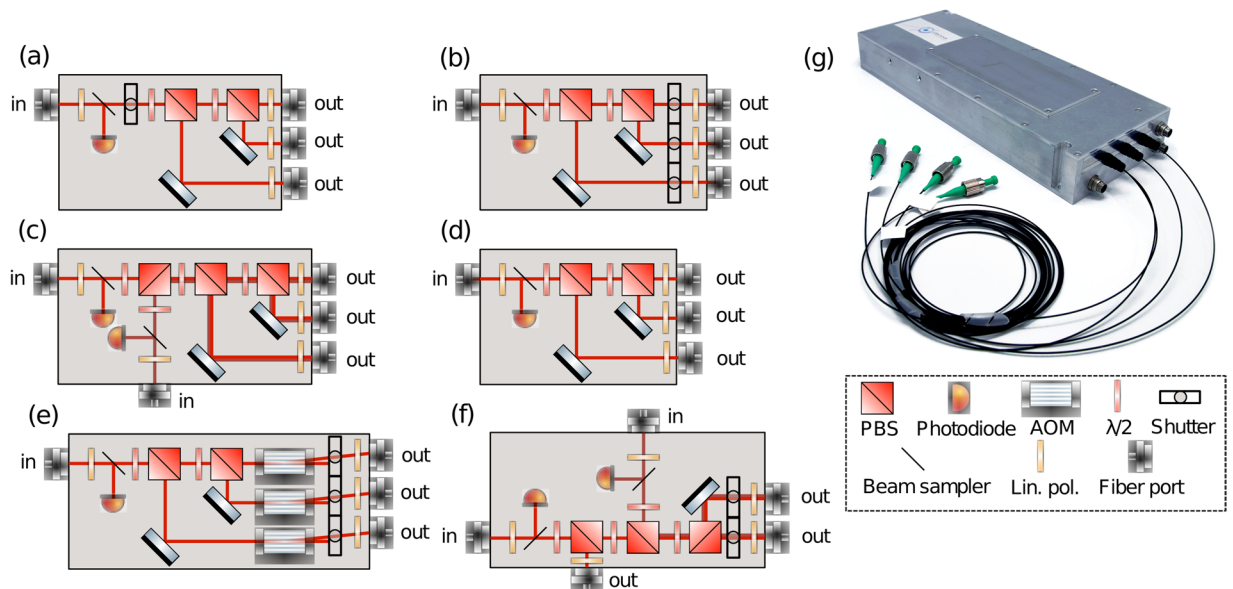 (a)
in
out
out
out
(b)
in
out
out
out
(c)
in
in
out
out
out
(d)
in
out
out
out
(e)
in
out
out
out
(f)
in
in
out
out
out
(g)
PBS
Photodiode
AOM
λ/2
Shutter
Beam sampler
Lin. pol.
Fiber port